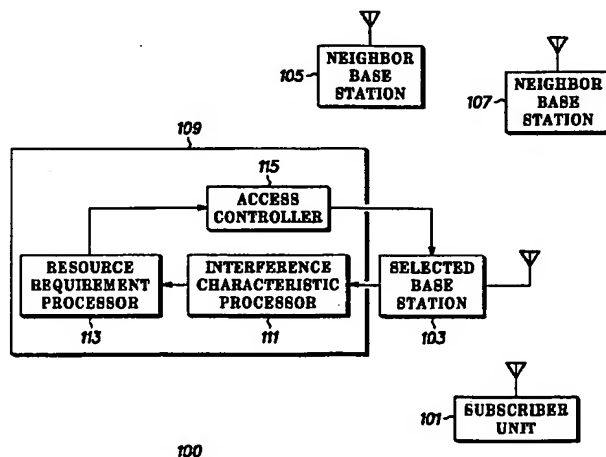 NEIGHBOR
BASE
STATION
105
NEIGHBOR
BASE
STATION
107
109
115
ACCESS
CONTROLLER
RESOURCE
REQUIREMENT
PROCESSOR
113
INTERFERENCE
CHARACTERISTIC
PROCESSOR
111
SELECTED
BASE
STATION
103
SUBSCRIBER
UNIT
101
100